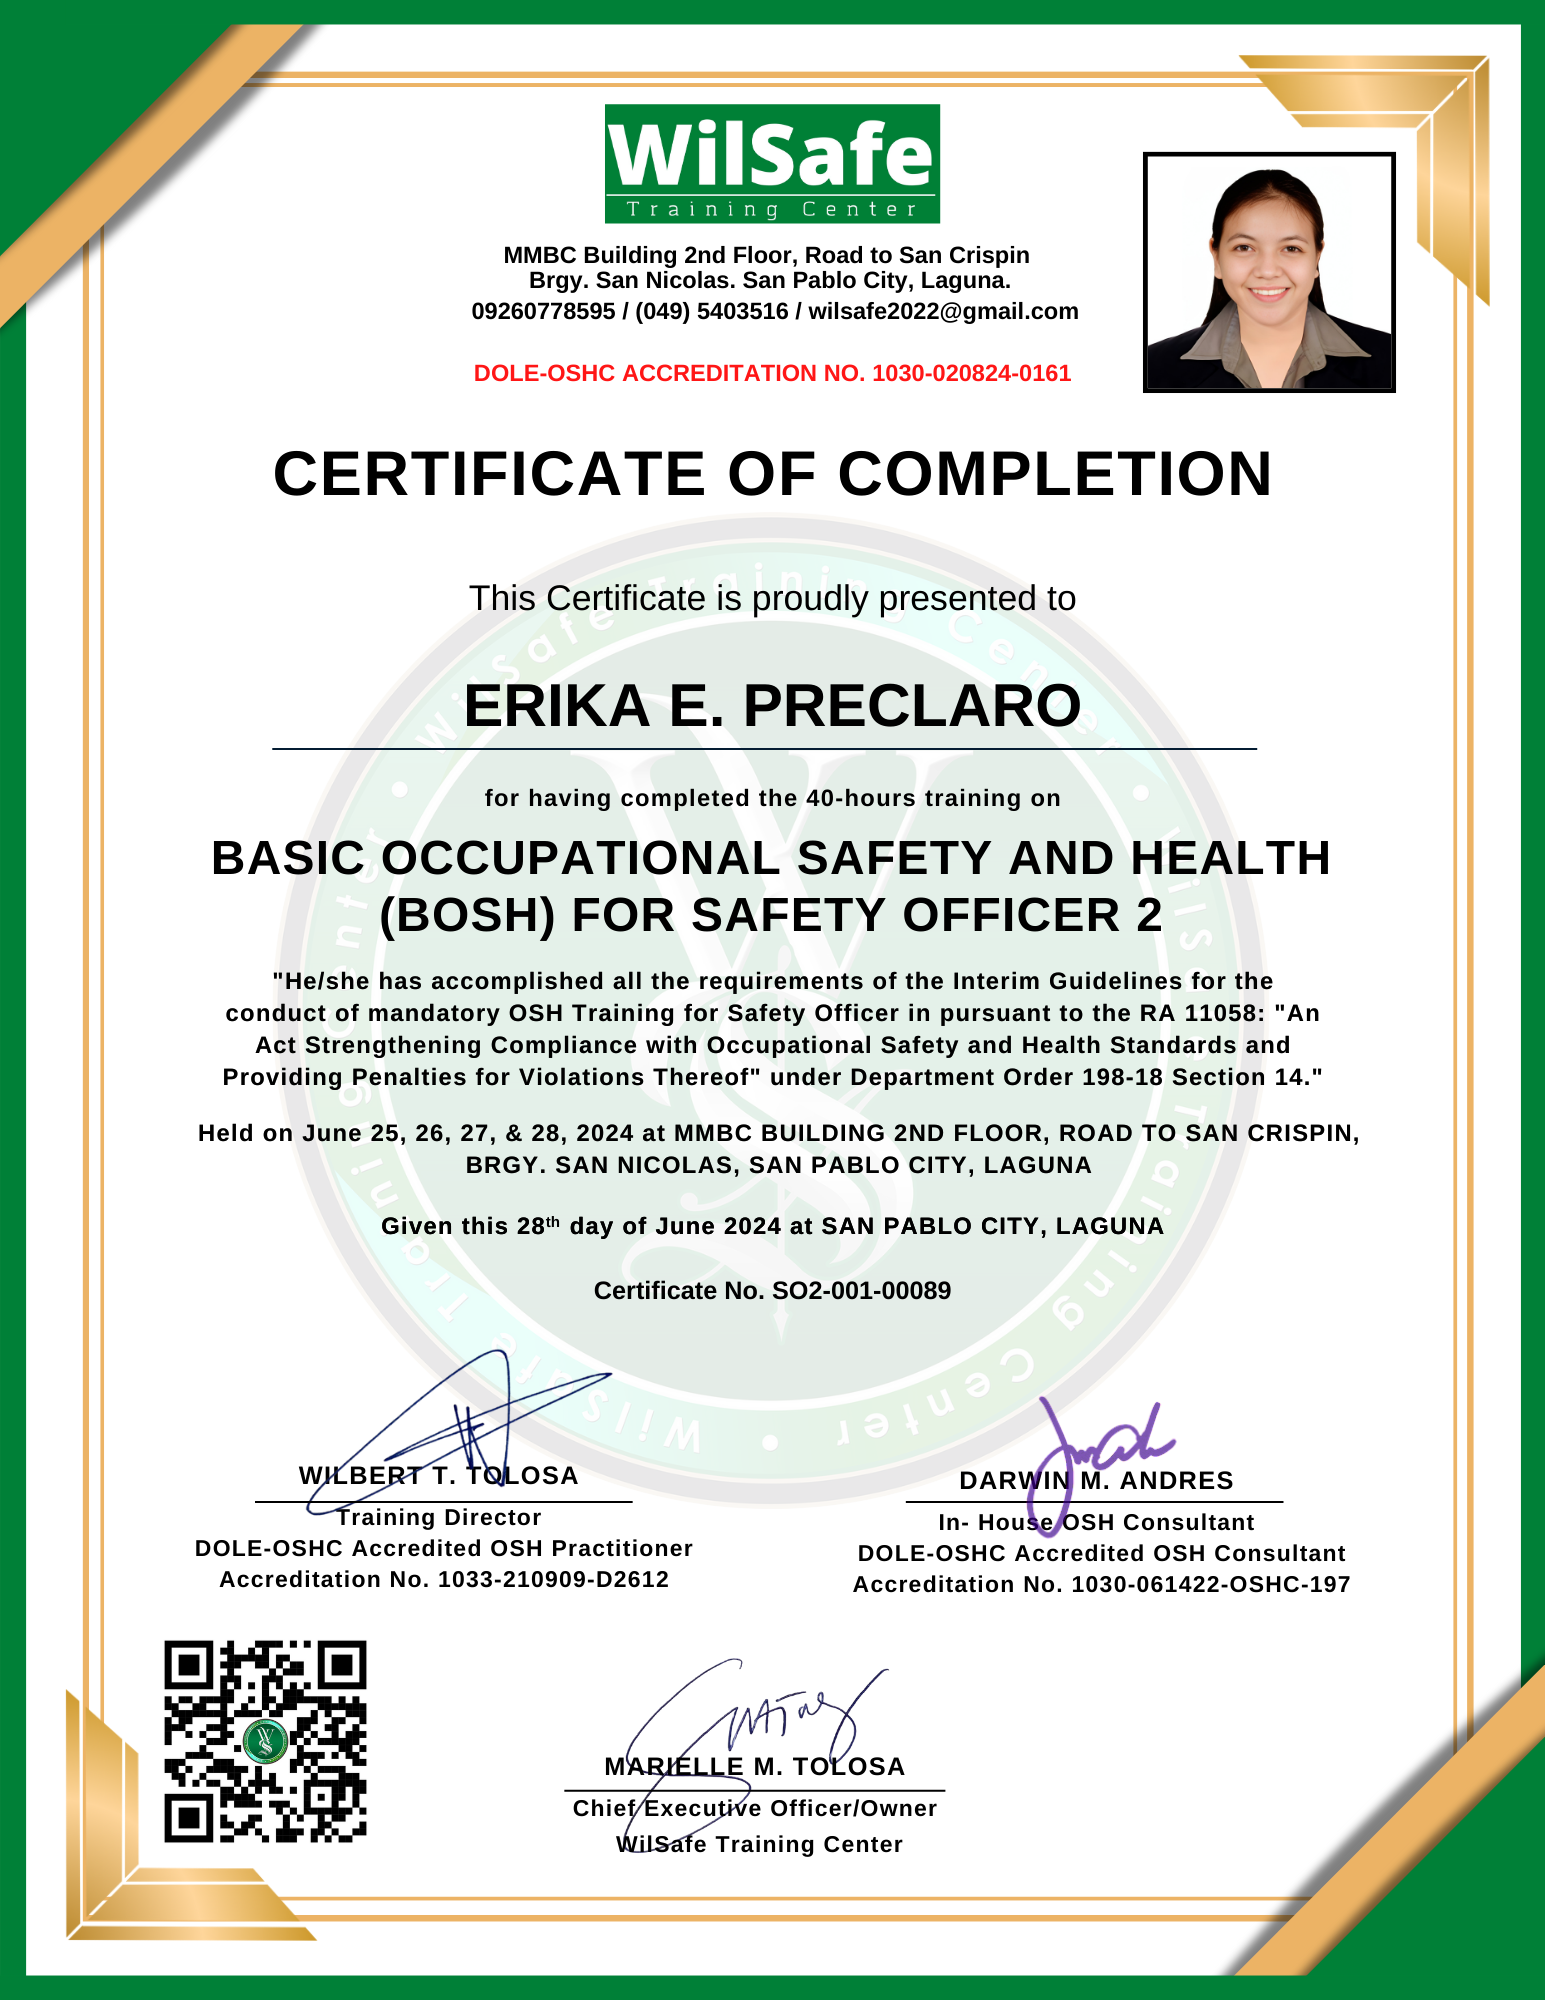 WilSafe
Training Center
MMBC Building 2nd Floor, Road to San Crispin
Brgy. San Nicolas. San Pablo City, Laguna.
09260778595 / (049) 5403516 / wilsafe2022@gmail.com
DOLE-OSHC ACCREDITATION NO. 1030-020824-0161
CERTIFICATE OF COMPLETION
This Certificate is proudly presented to
ERIKA E. PRECLARO
for having completed the 40-hours training on
BASIC OCCUPATIONAL SAFETY AND HEALTH
(BOSH) FOR SAFETY OFFICER 2
"He/she has accomplished all the requirements of the Interim Guidelines for the
conduct of mandatory OSH Training for Safety Officer in pursuant to the RA 11058: "An
Act Strengthening Compliance with Occupational Safety and Health Standards and
Providing Penalties for Violations Thereof" under Department Order 198-18 Section 14."
Held on June 25, 26, 27, & 28, 2024 at MMBC BUILDING 2ND FLOOR, ROAD TO SAN CRISPIN,
BRGY. SAN NICOLAS, SAN PABLO CITY, LAGUNA
Given this 28th day of June 2024 at SAN PABLO CITY, LAGUNA
Certificate No. SO2-001-00089
WilSafe Training Center • WilSafe Training Center • WilSafe Training Center •
WILBERT T. TOLOSA
Training Director
DOLE-OSHC Accredited OSH Practitioner
Accreditation No. 1033-210909-D2612
DARWIN M. ANDRES
In- House OSH Consultant
DOLE-OSHC Accredited OSH Consultant
Accreditation No. 1030-061422-OSHC-197
MARIELLE M. TOLOSA
Chief Executive Officer/Owner
WilSafe Training Center